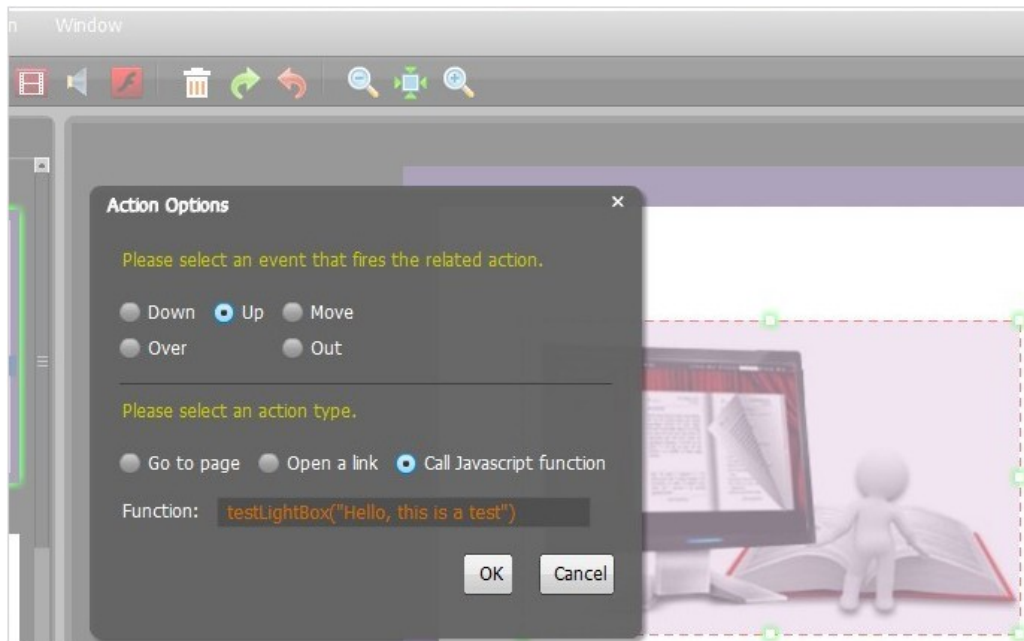 n Window
Action Options
Please select an event that fires the related action.
Down Up Move
Over Out
Please select an action type.
Go to page Open a link Call Javascript function
Function: testLightBox("Hello, this is a test")
OK Cancel